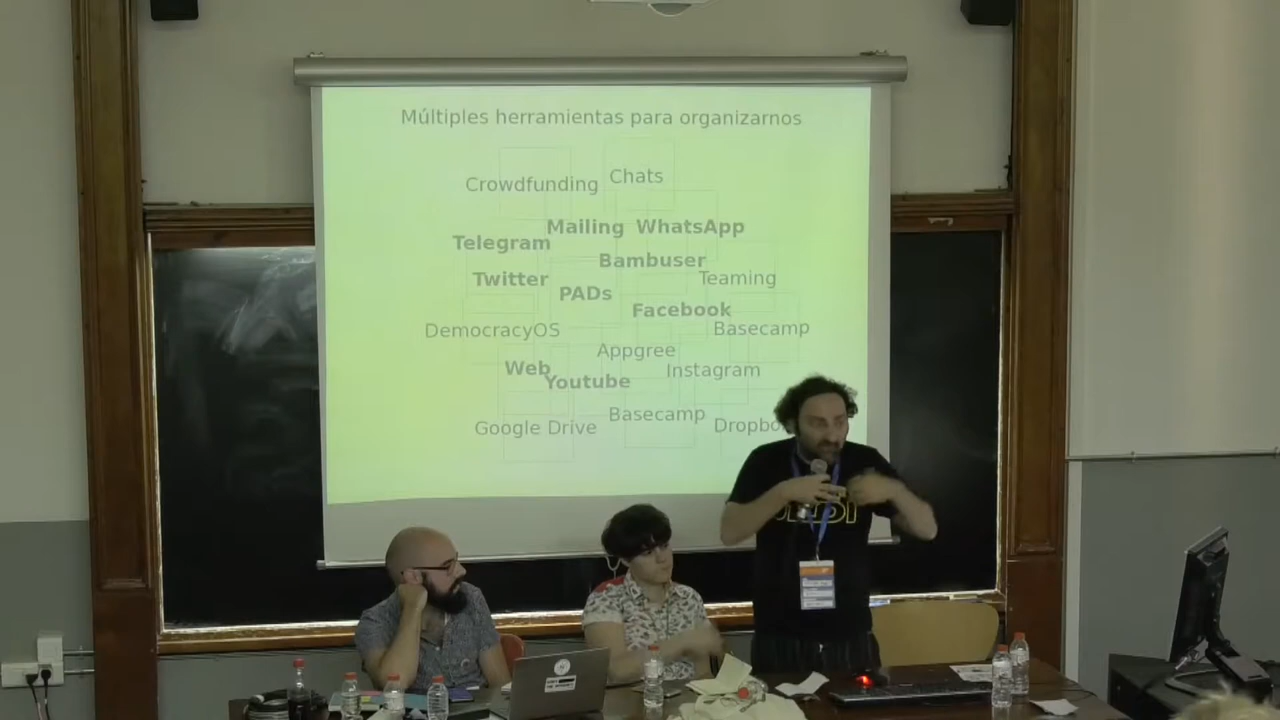 Múltiples herramientas para organizarnos
Crowdfunding
Chats
Mailing WhatsApp
Telegram
Bambuser
Twitter
Teaming
PADs
Facebook
DemocracyOS
Basecamp
Appgree
Web
Instagram
Youtube
Basecamp
Google Drive
Dropbo